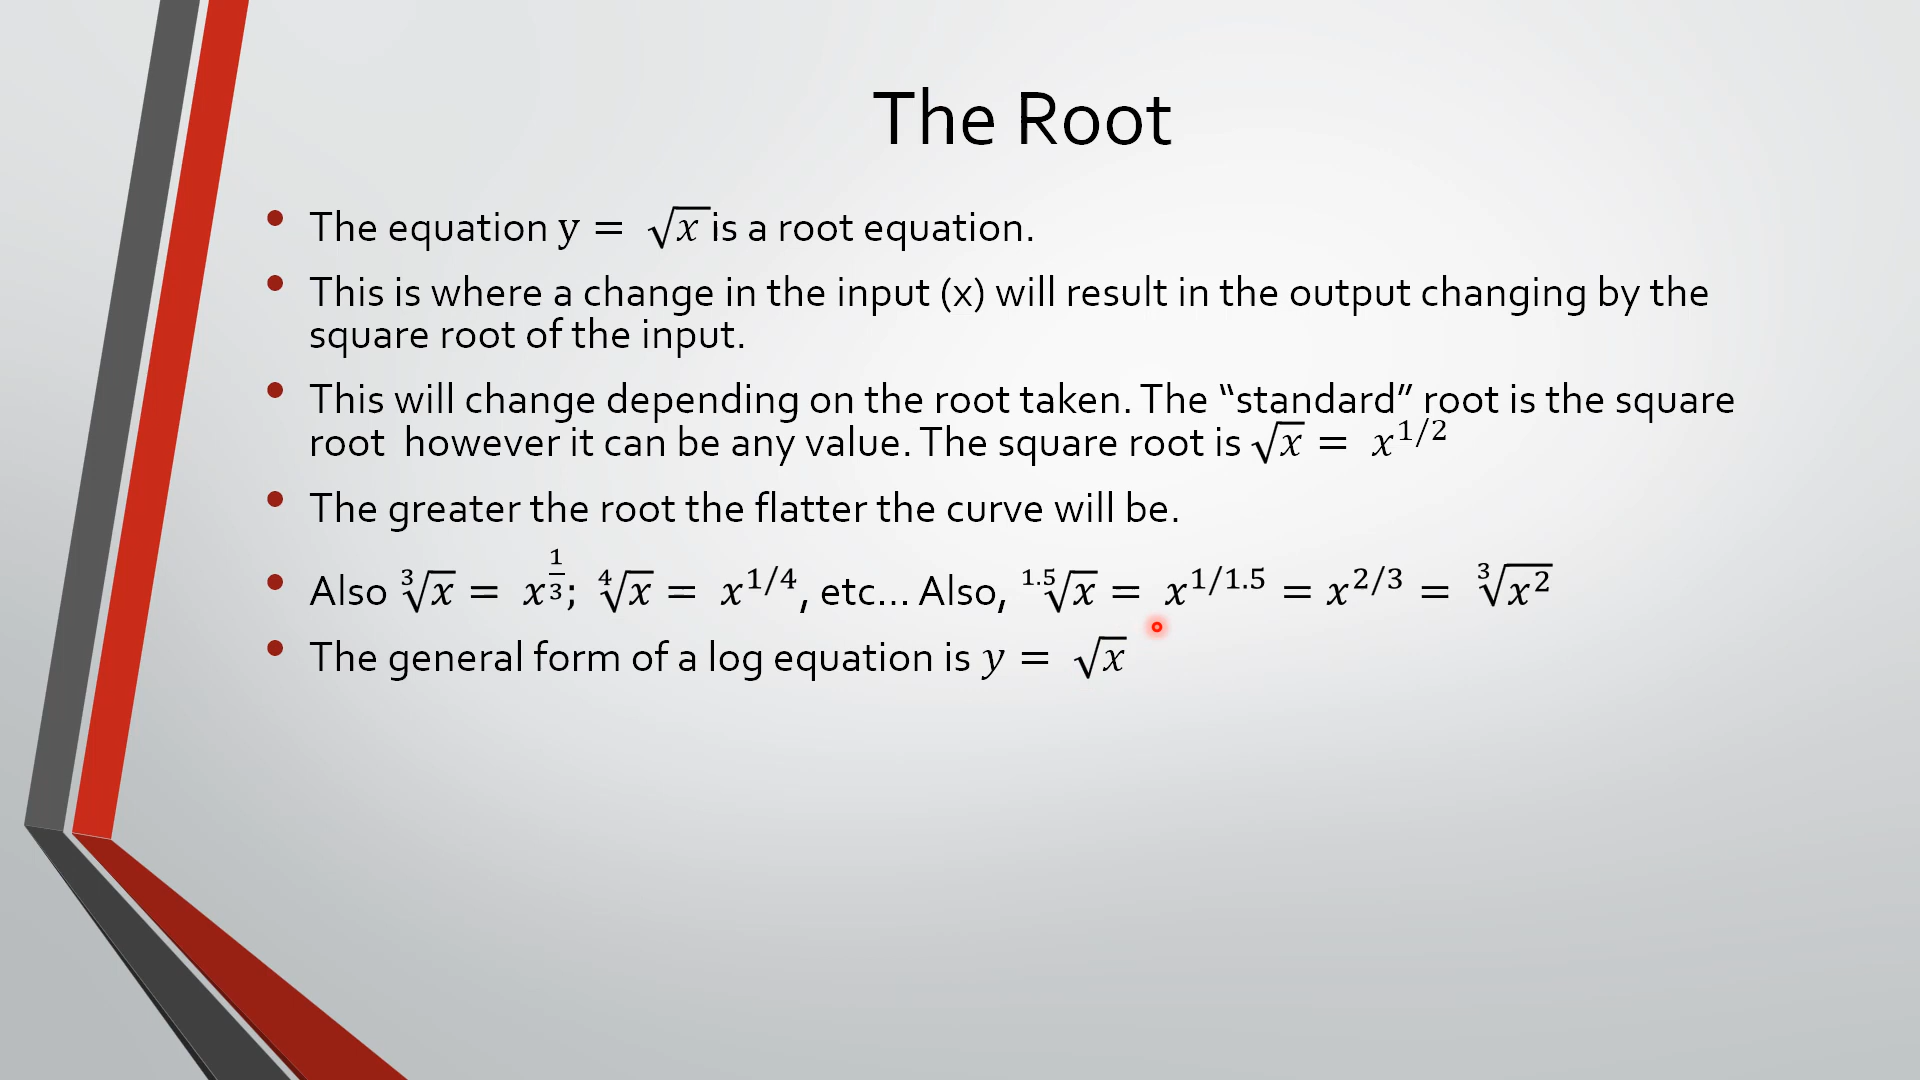 The Root
• The equation y = √x is a root equation.
• This is where a change in the input (x) will result in the output changing by the
square root of the input.
• This will change depending on the root taken. The “standard” root is the square
root  however it can be any value. The square root is √x = x^1/2
• The greater the root the flatter the curve will be.
• Also ∛x = x^(1/3); ∜x = x^1/4, etc… Also, ^1.5√x = x^1/1.5 = x^2/3 = ∛x^2
• The general form of a log equation is y = √x